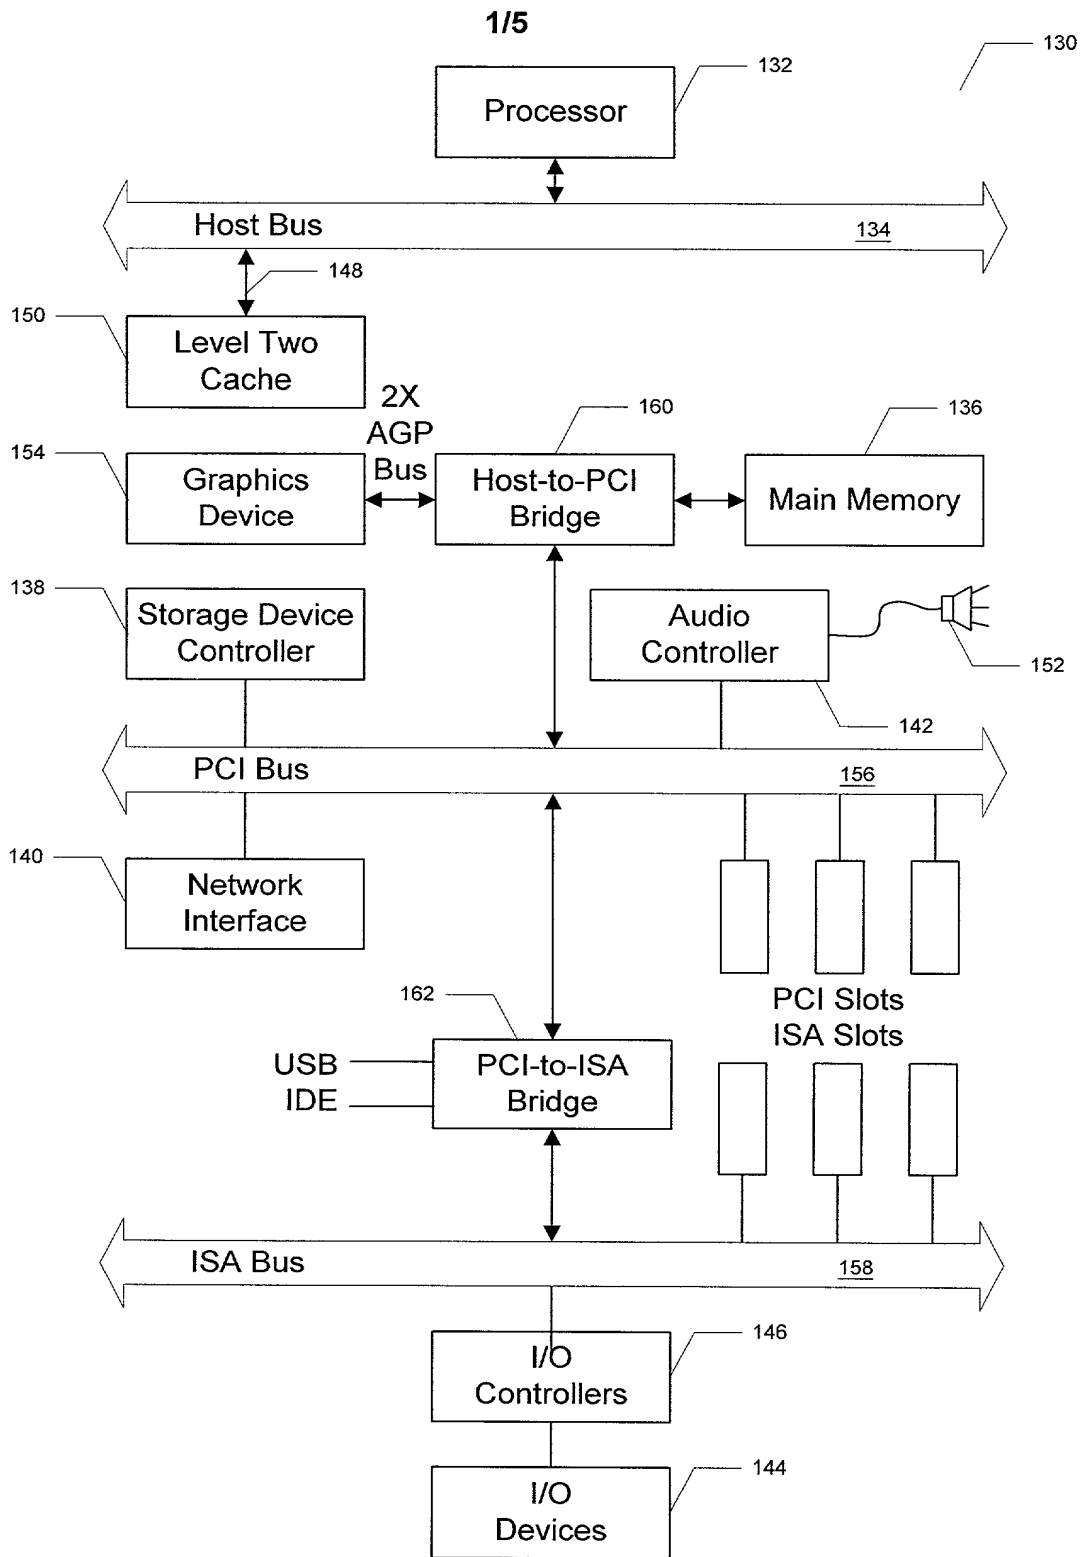 1/5
130
132
Processor
Host Bus
134
148
150
Level Two
Cache
2X
AGP
Bus
160
136
154
Graphics
Device
Host-to-PCI
Bridge
Main Memory
138
Storage Device
Controller
Audio
Controller
152
142
PCI Bus
156
140
Network
Interface
PCI Slots
ISA Slots
162
USB
IDE
PCI-to-ISA
Bridge
ISA Bus
158
146
I/O
Controllers
144
I/O
Devices